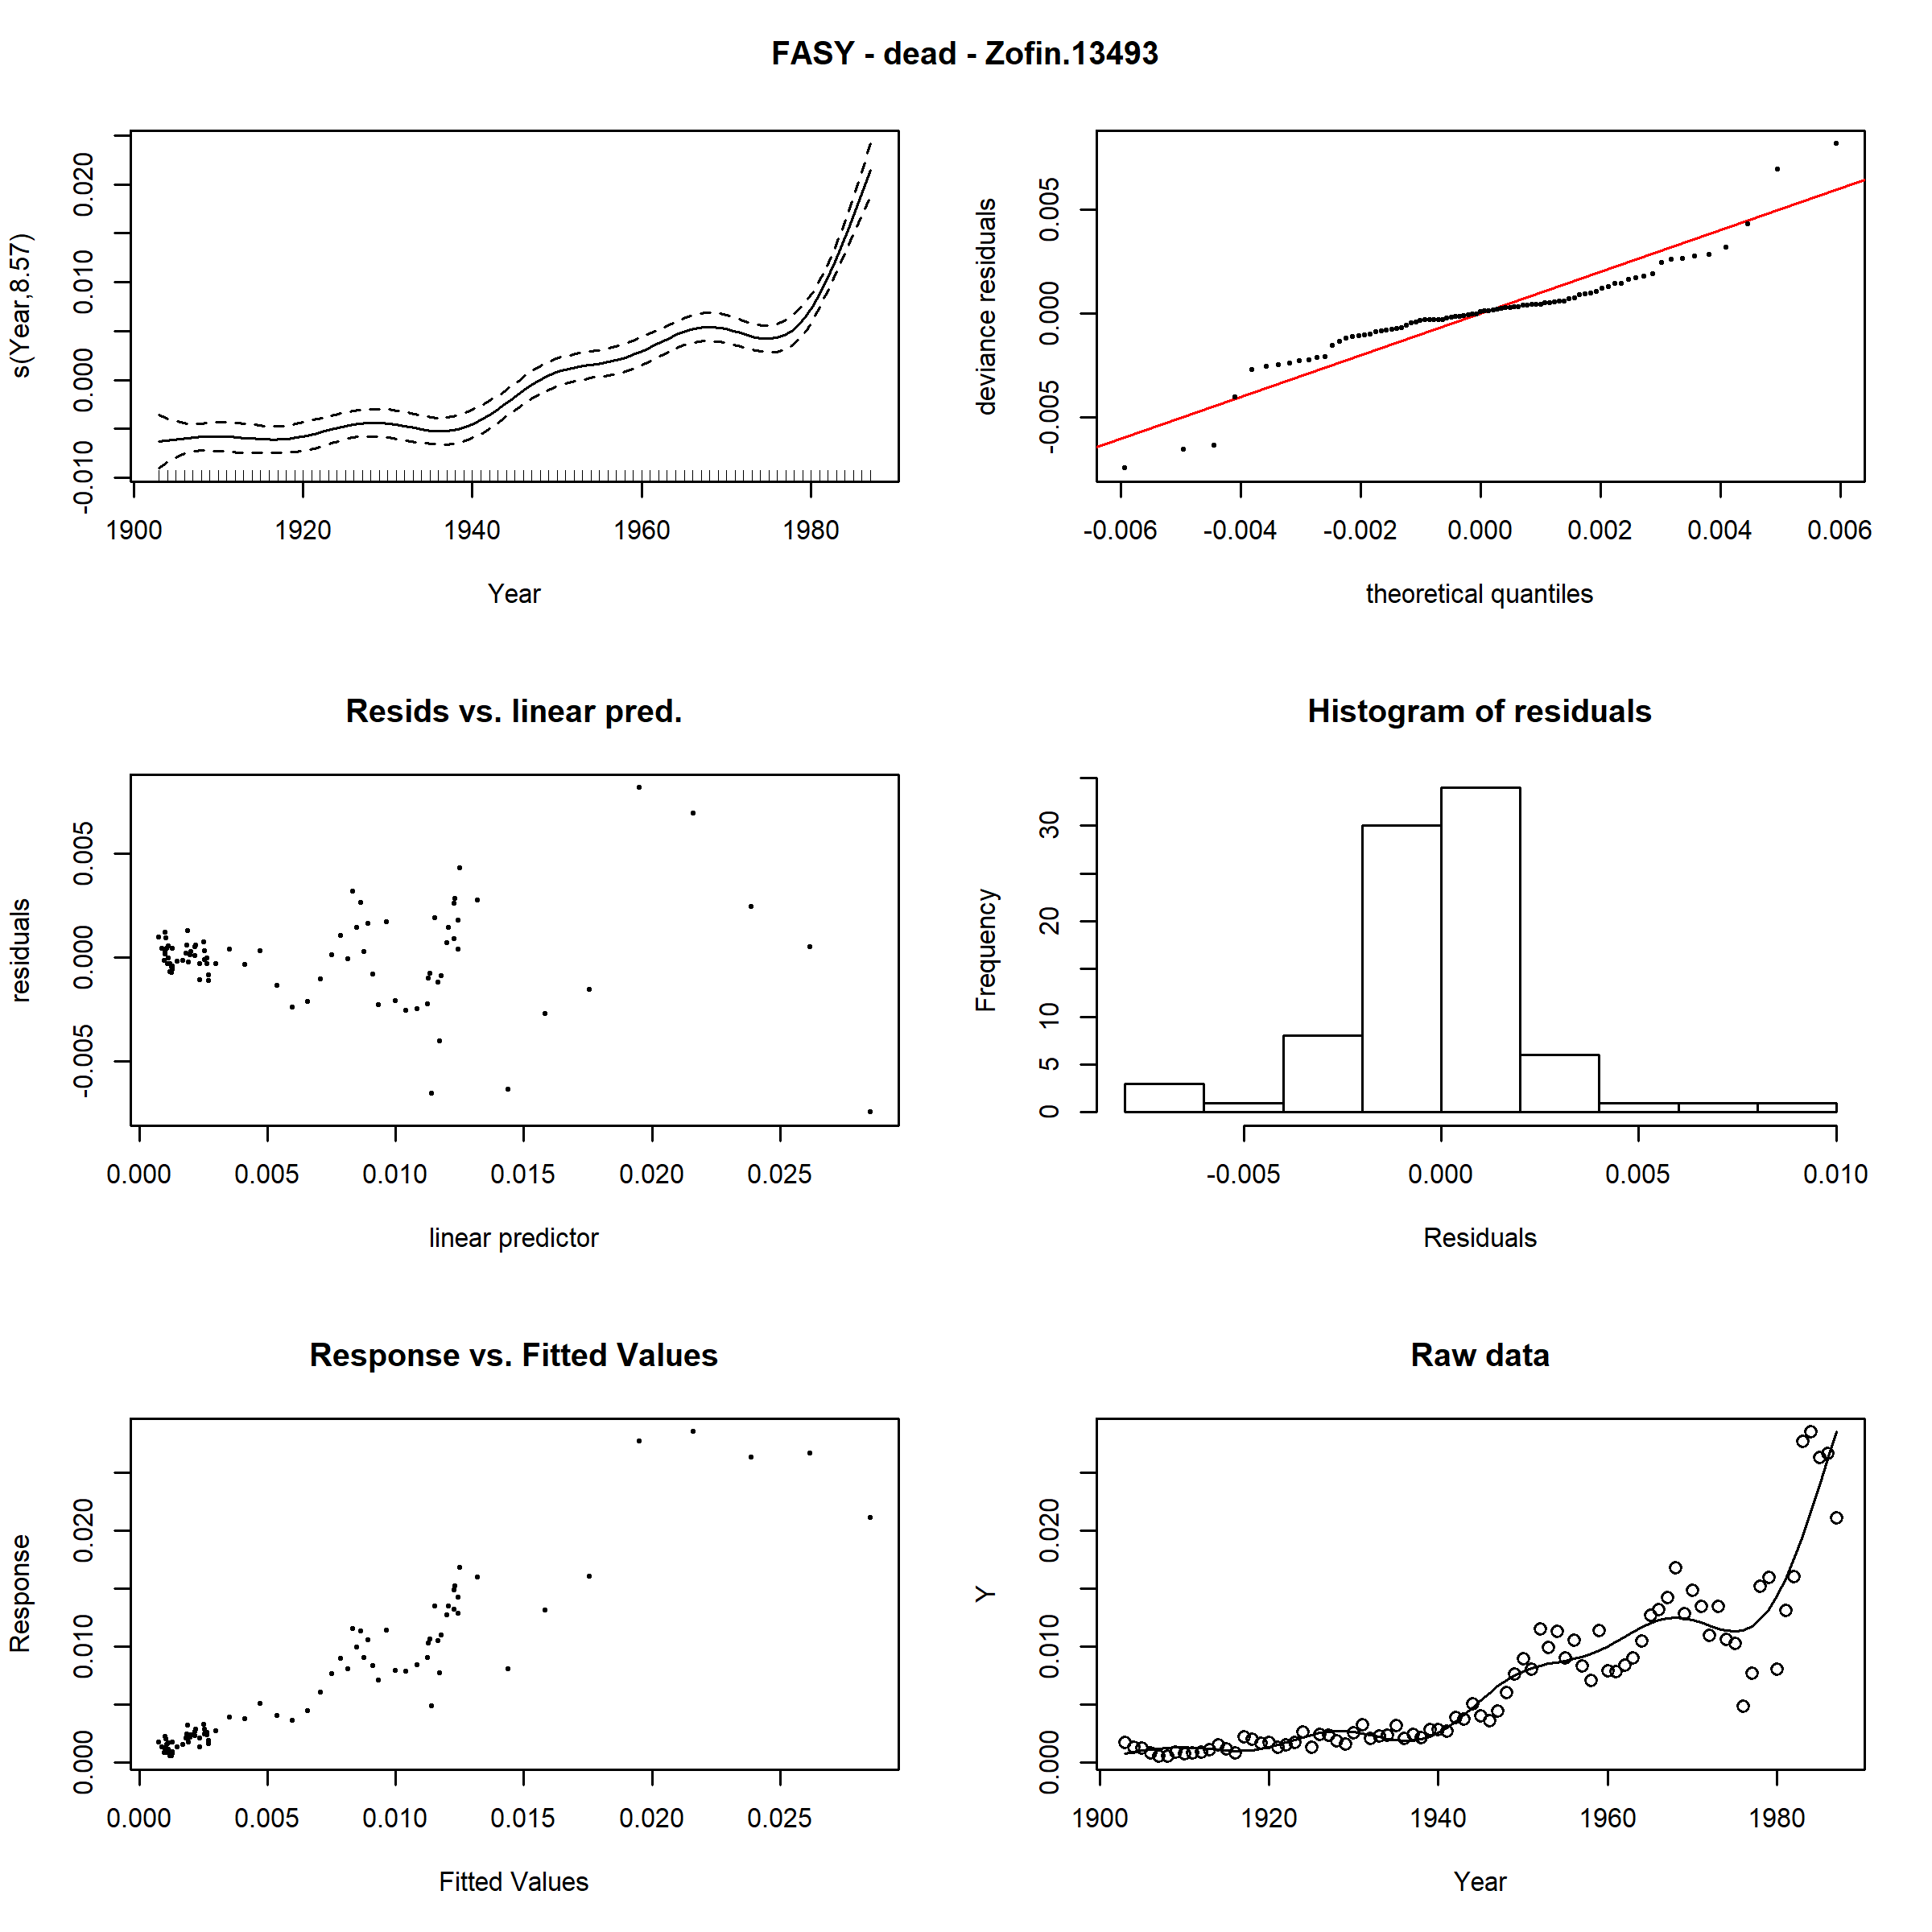 FASY - dead - Zofin.13493
s(Year,8.57)
-0.010 0.000 0.010 0.020
1900 1920 1940 1960 1980
Year
deviance residuals
-0.005 0.000 0.005
-0.006 -0.004 -0.002 0.000 0.002 0.004 0.006
theoretical quantiles
Resids vs. linear pred.
residuals
-0.005 0.000 0.005
0.000 0.005 0.010 0.015 0.020 0.025
linear predictor
Histogram of residuals
Frequency
0 5 10 20 30
-0.005 0.000 0.005 0.010
Residuals
Response vs. Fitted Values
Response
0.000 0.010 0.020
0.000 0.005 0.010 0.015 0.020 0.025
Fitted Values
Raw data
Y
0.000 0.010 0.020
1900 1920 1940 1960 1980
Year